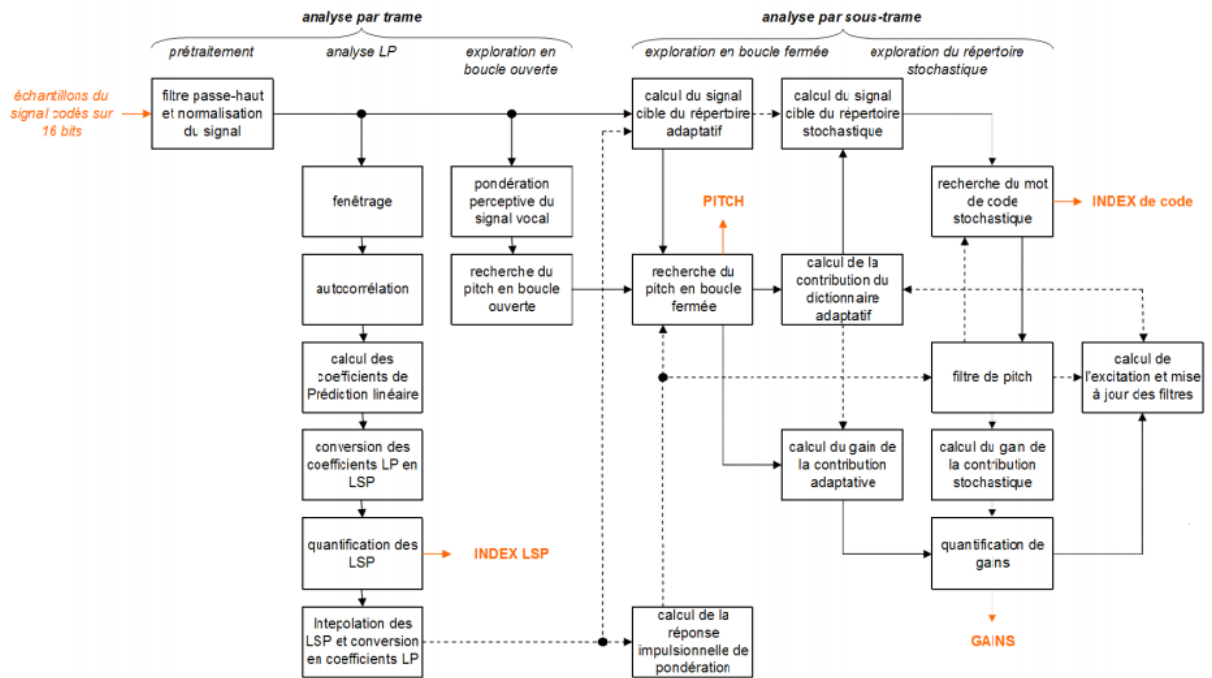 analyse par trame
analyse par sous-trame
prétraitement
analyse LP
exploration en
boucle ouverte
exploration en boucle fermée
exploration du répertoire
stochastique
échantillons du
signal codés sur
16 bits
filtre passe-haut
et normalisation
du signal
calcul du signal
cible du répertoire
adaptatif
calcul du signal
cible du répertoire
stochastique
fenêtrage
pondération
perceptive du
signal vocal
PITCH
recherche du mot
de code
stochastique
INDEX de code
autocorrélation
recherche du
pitch en boucle
ouverte
recherche du
pitch en boucle
fermée
calcul de la
contribution du
dictionnaire
adaptatif
calcul des
coefficients de
Prédiction linéaire
filtre de pitch
calcul de
l'excitation et mise
à jour des filtres
conversion des
coefficients LP en
LSP
calcul du gain de
la contribution
adaptative
calcul du gain de
la contribution
stochastique
quantification des
LSP
INDEX LSP
quantification de
gains
Intepolation des
LSP et conversion
en coefficients LP
calcul de la
réponse
impulsionnelle de
pondération
GAINS